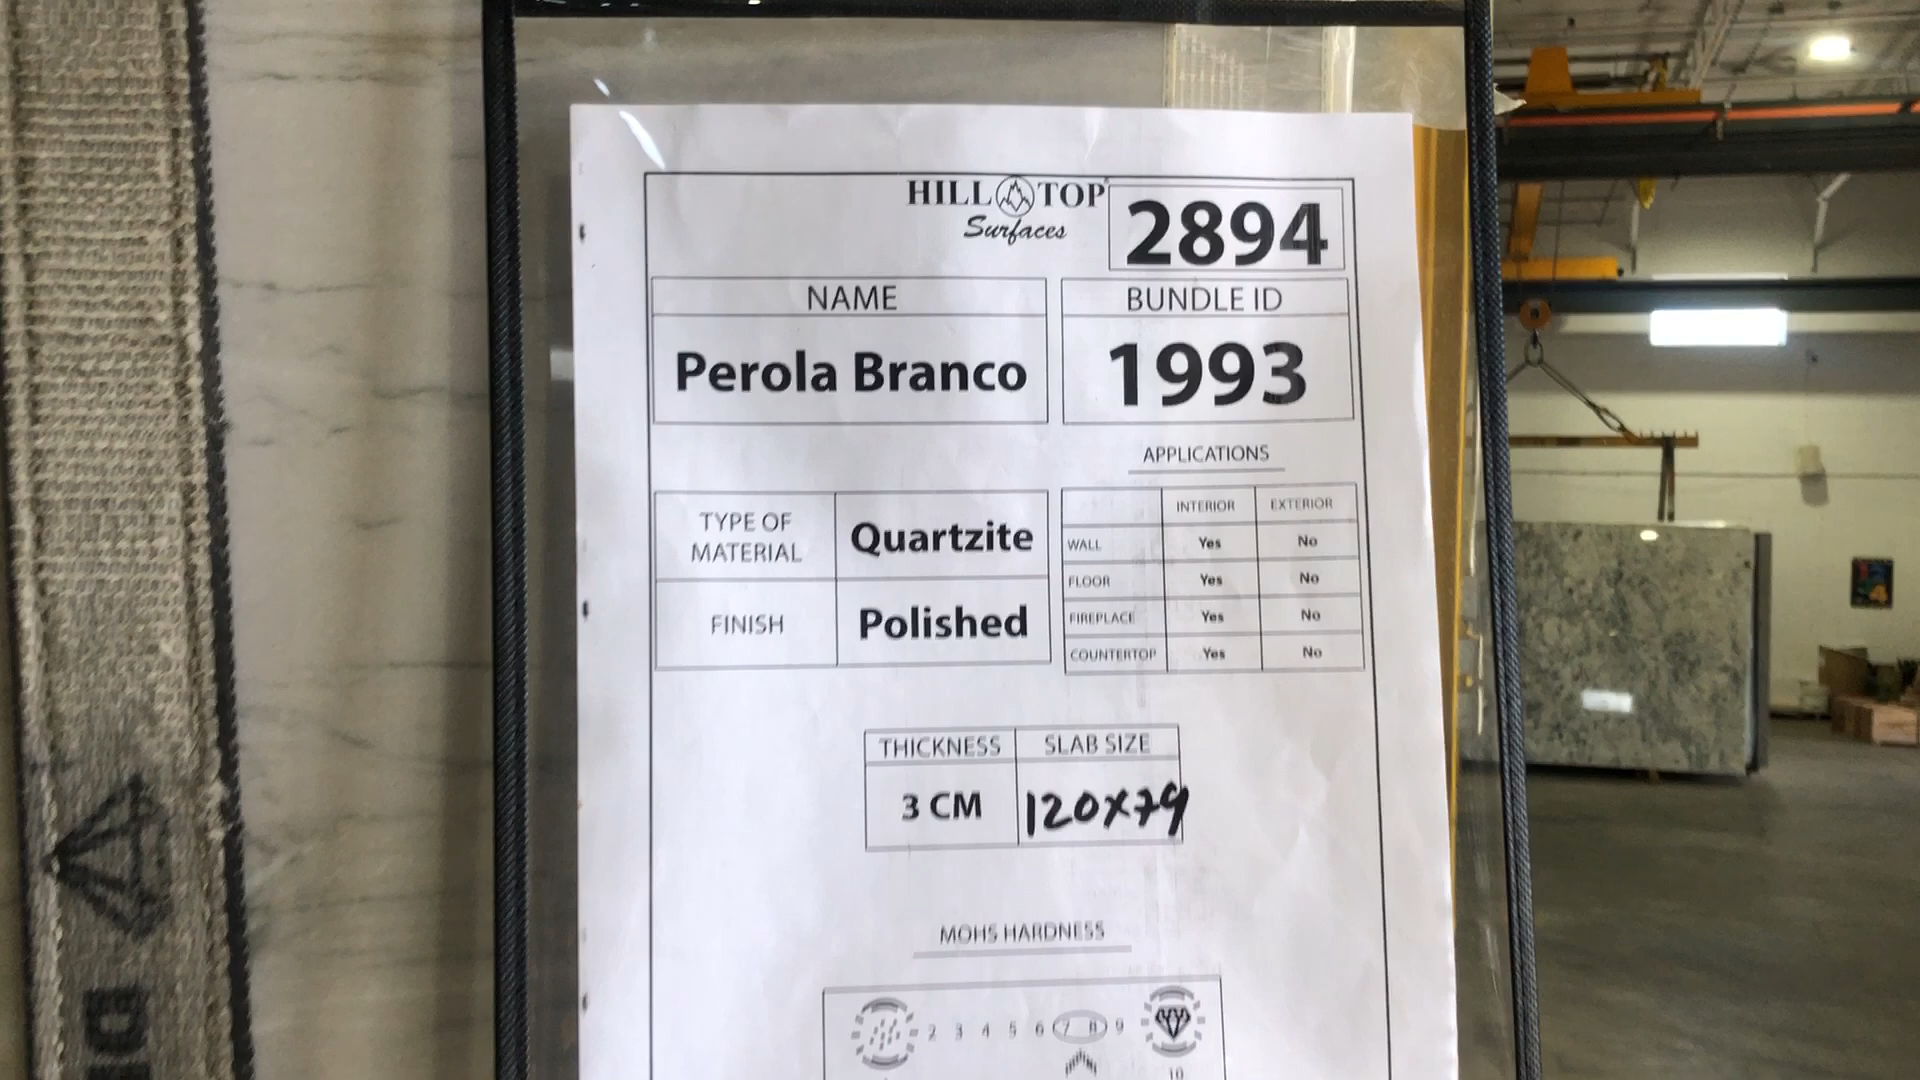 HILL TOP
Surfaces
2894
NAME
Perola Branco
BUNDLE ID
1993
APPLICATIONS
TYPE OF MATERIAL
Quartzite
FINISH
Polished
INTERIOR EXTERIOR
WALL Yes No
FLOOR Yes No
FIREPLACE Yes No
COUNTERTOP Yes No
THICKNESS SLAB SIZE
3 CM 120X79
MOHS HARDNESS
2 3 4 5 6 7 8 9
10